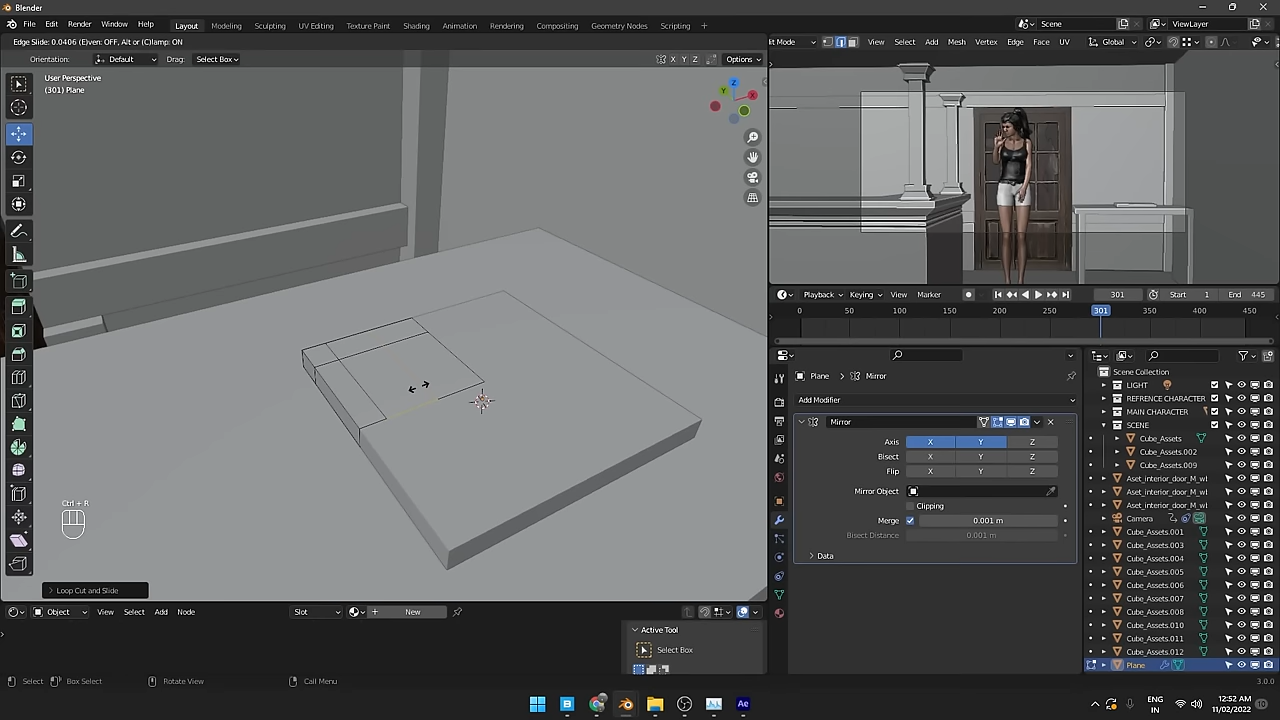 Blender
File Edit Render Window Help Layout Modeling Sculpting UV Editing Texture Paint Shading Animation Rendering Compositing Geometry Nodes Scripting + Scene ViewLayer
Edge Slide: 0.0406 (E)ven: OFF, Alt or (C)lamp: ON
it Mode View Select Add Mesh Vertex Edge Face UV Global
Orientation: Default Drag: Select Box X Y Z Options
User Perspective
(301) Plane
Z
Y
X
Playback Keying View Marker 301 Start 1 End 445
0 50 100 150 200 250 301 350 400 450
Plane > Mirror
Add Modifier
Mirror
Axis X Y Z
Bisect X Y Z
Flip X Y Z
Mirror Object
Clipping
Merge 0.001 m
Bisect Distance 0.001 m
Data
Scene Collection
LIGHT
REFRENCE CHARACTER
MAIN CHARACTER
SCENE
Cube_Assets
Cube_Assets.002
Cube_Assets.009
Aset_interior_door_M_wi
Aset_interior_door_M_wi
Aset_interior_door_M_wi
Camera
Cube_Assets.001
Cube_Assets.003
Cube_Assets.005
Cube_Assets.006
Cube_Assets.007
Cube_Assets.008
Cube_Assets.010
Cube_Assets.011
Cube_Assets.012
Plane
Ctrl + R
Loop Cut and Slide
Object View Select Add Node Slot New
Active Tool
Select Box
Select Box Select Rotate View Call Menu 3.0.0
ENG
IN
12:52 AM
11/02/2022